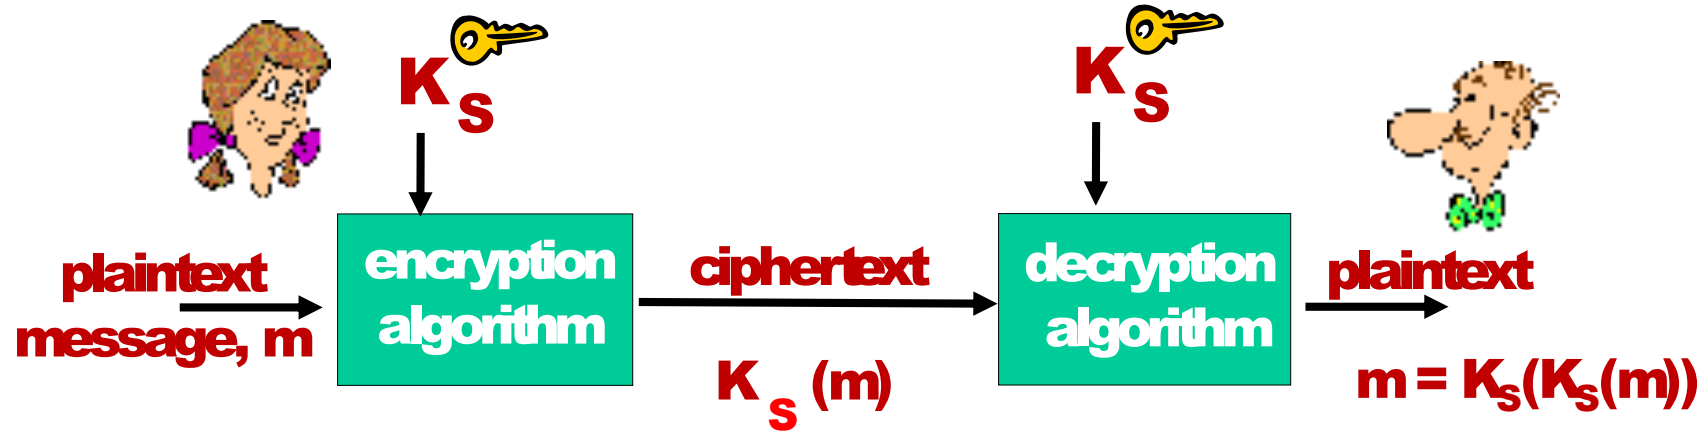 K S
K S
plaintext
message, m
encryption
algorithm
ciphertext
K S (m)
decryption
algorithm
plaintext
m = KS(KS(m))